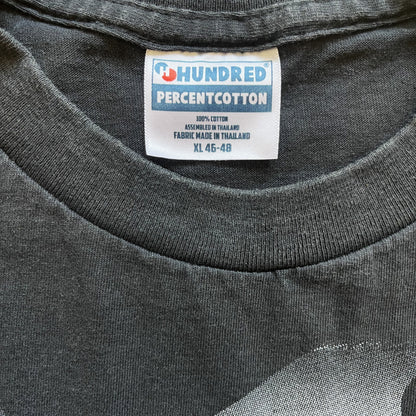 H HUNDRED®
PERCENTCOTTON
100% COTTON
ASSEMBLED IN THAILAND
FABRIC MADE IN THAILAND
XL 46-48